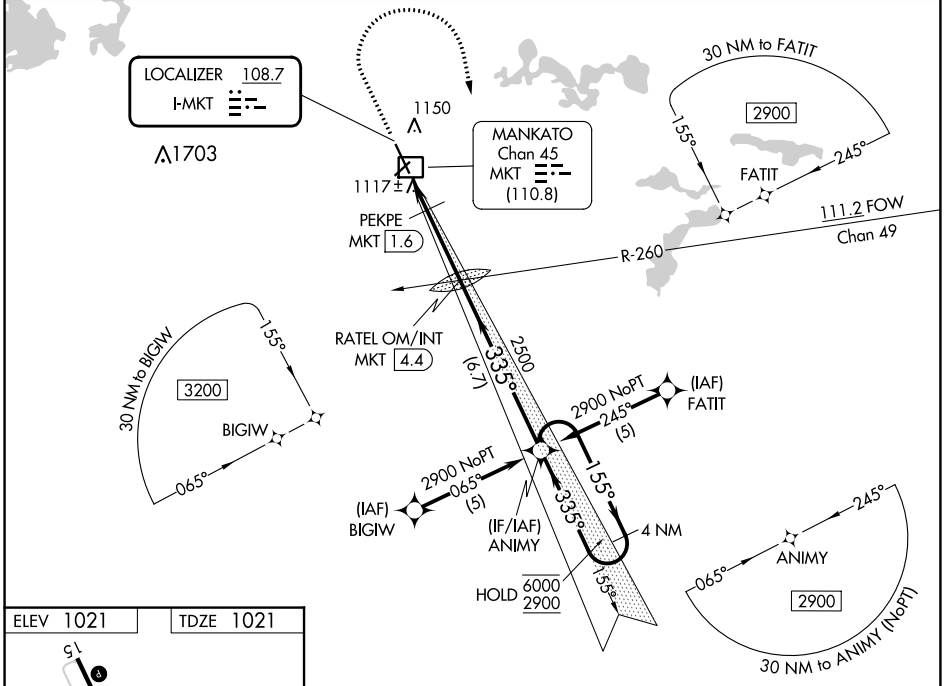 LOCALIZER 108.7
I-MKT
1703
1150
MANKATO
Chan 45
MKT
(110.8)
1117±
PEKPE
MKT 1.6
30 NM to FATIT
2900
155°
245°
FATIT
111.2 FOW
Chan 49
R-260
RATEL OM/INT
MKT 4.4
335°
2500
(6.7)
30 NM to BIGIW
155°
3200
BIGIW
065°
2900 NoPT
245°
(5)
(IAF)
FATIT
2900 NoPT
065°
(5)
(IAF)
BIGIW
(IF/IAF)
ANIMY
155°
335°
4 NM
HOLD 6000
2900
155°
245°
ANIMY
065°
2900
30 NM to ANIMY (NoPT)
ELEV 1021
TDZE 1021
15
P